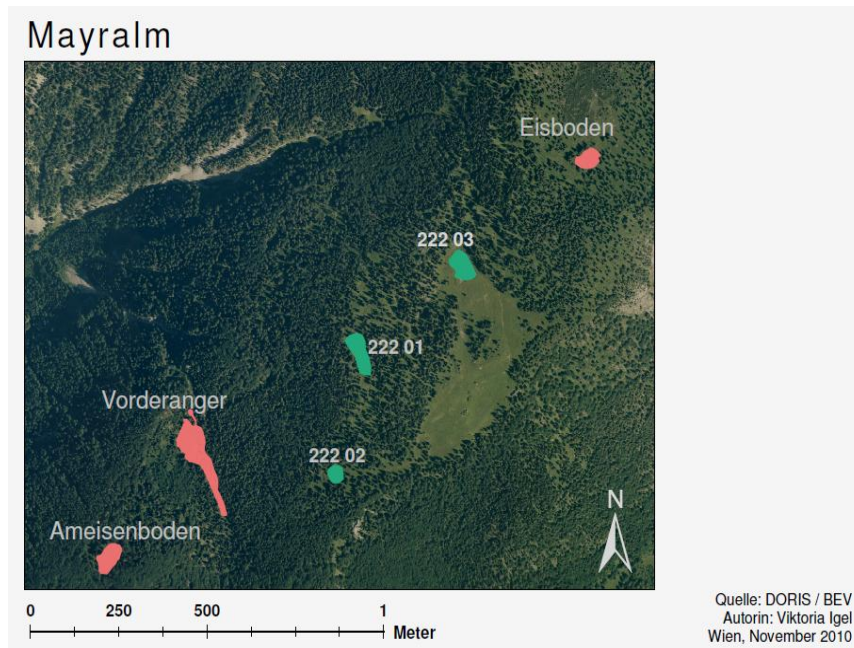 Mayralm
Eisboden
222 03
222 01
Vorderanger
222 02
Ameisenboden
N
0 250 500 1
Meter
Quelle: DORIS / BEV
Autorin: Viktoria Igel
Wien, November 2010